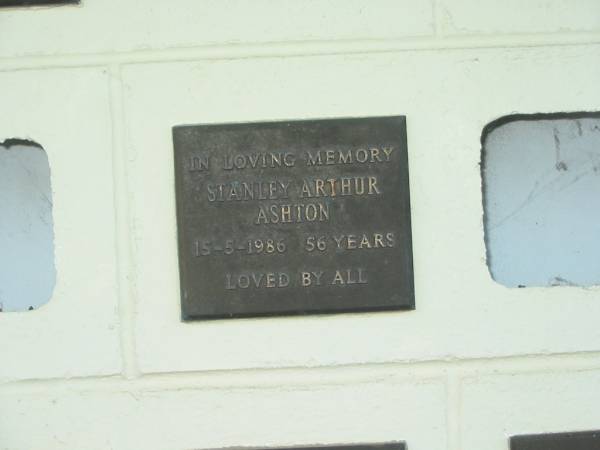 IN LOVING MEMORY
STANLEY ARTHUR
ASHTON
15-5-1986 56 YEARS
LOVED BY ALL